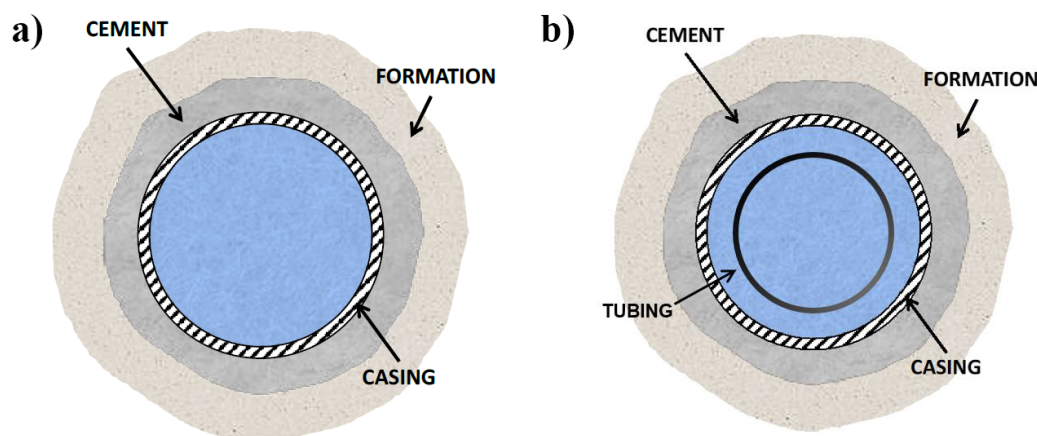 a)
CEMENT
FORMATION
CASING
b)
CEMENT
FORMATION
TUBING
CASING